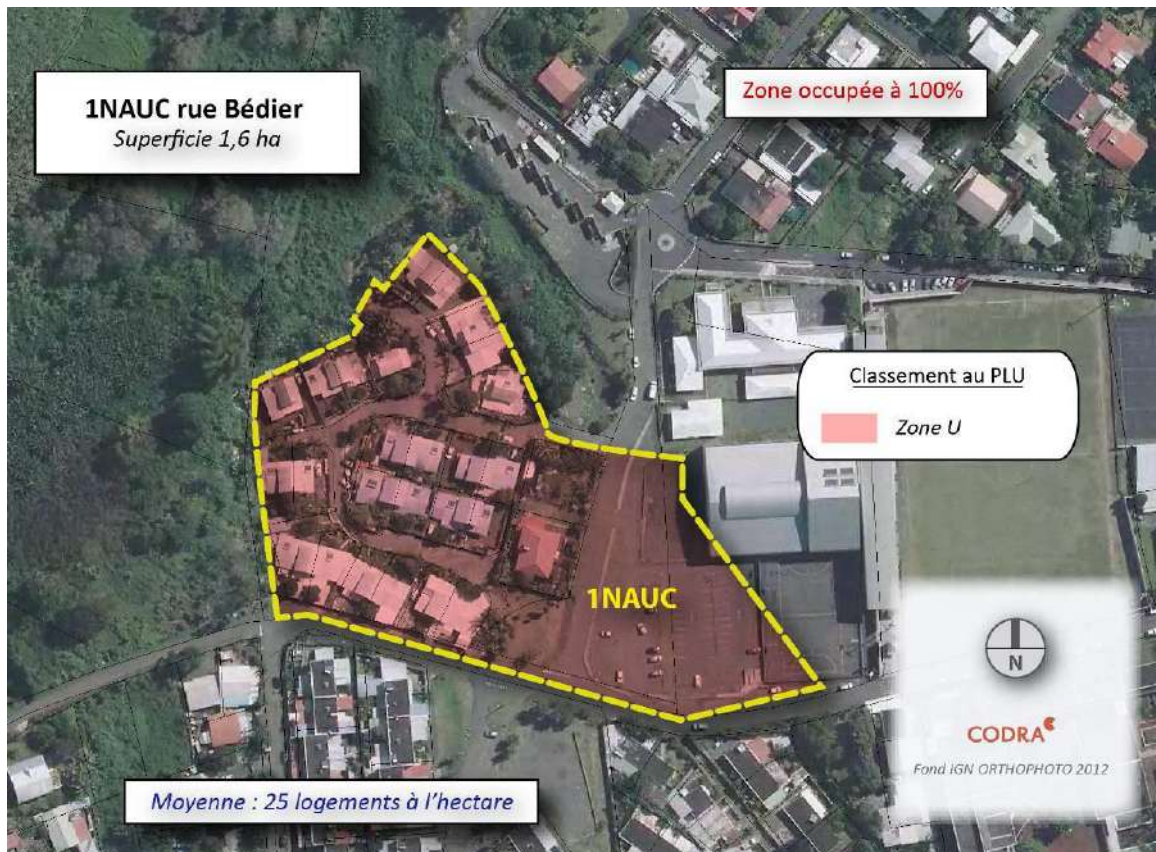 1NAUC rue Bédier
Superficie 1,6 ha
Zone occupée à 100%
Classement au PLU
Zone U
1NAUC
N
CODRA
Fond IGN ORTHOPHOTO 2012
Moyenne : 25 logements à l'hectare